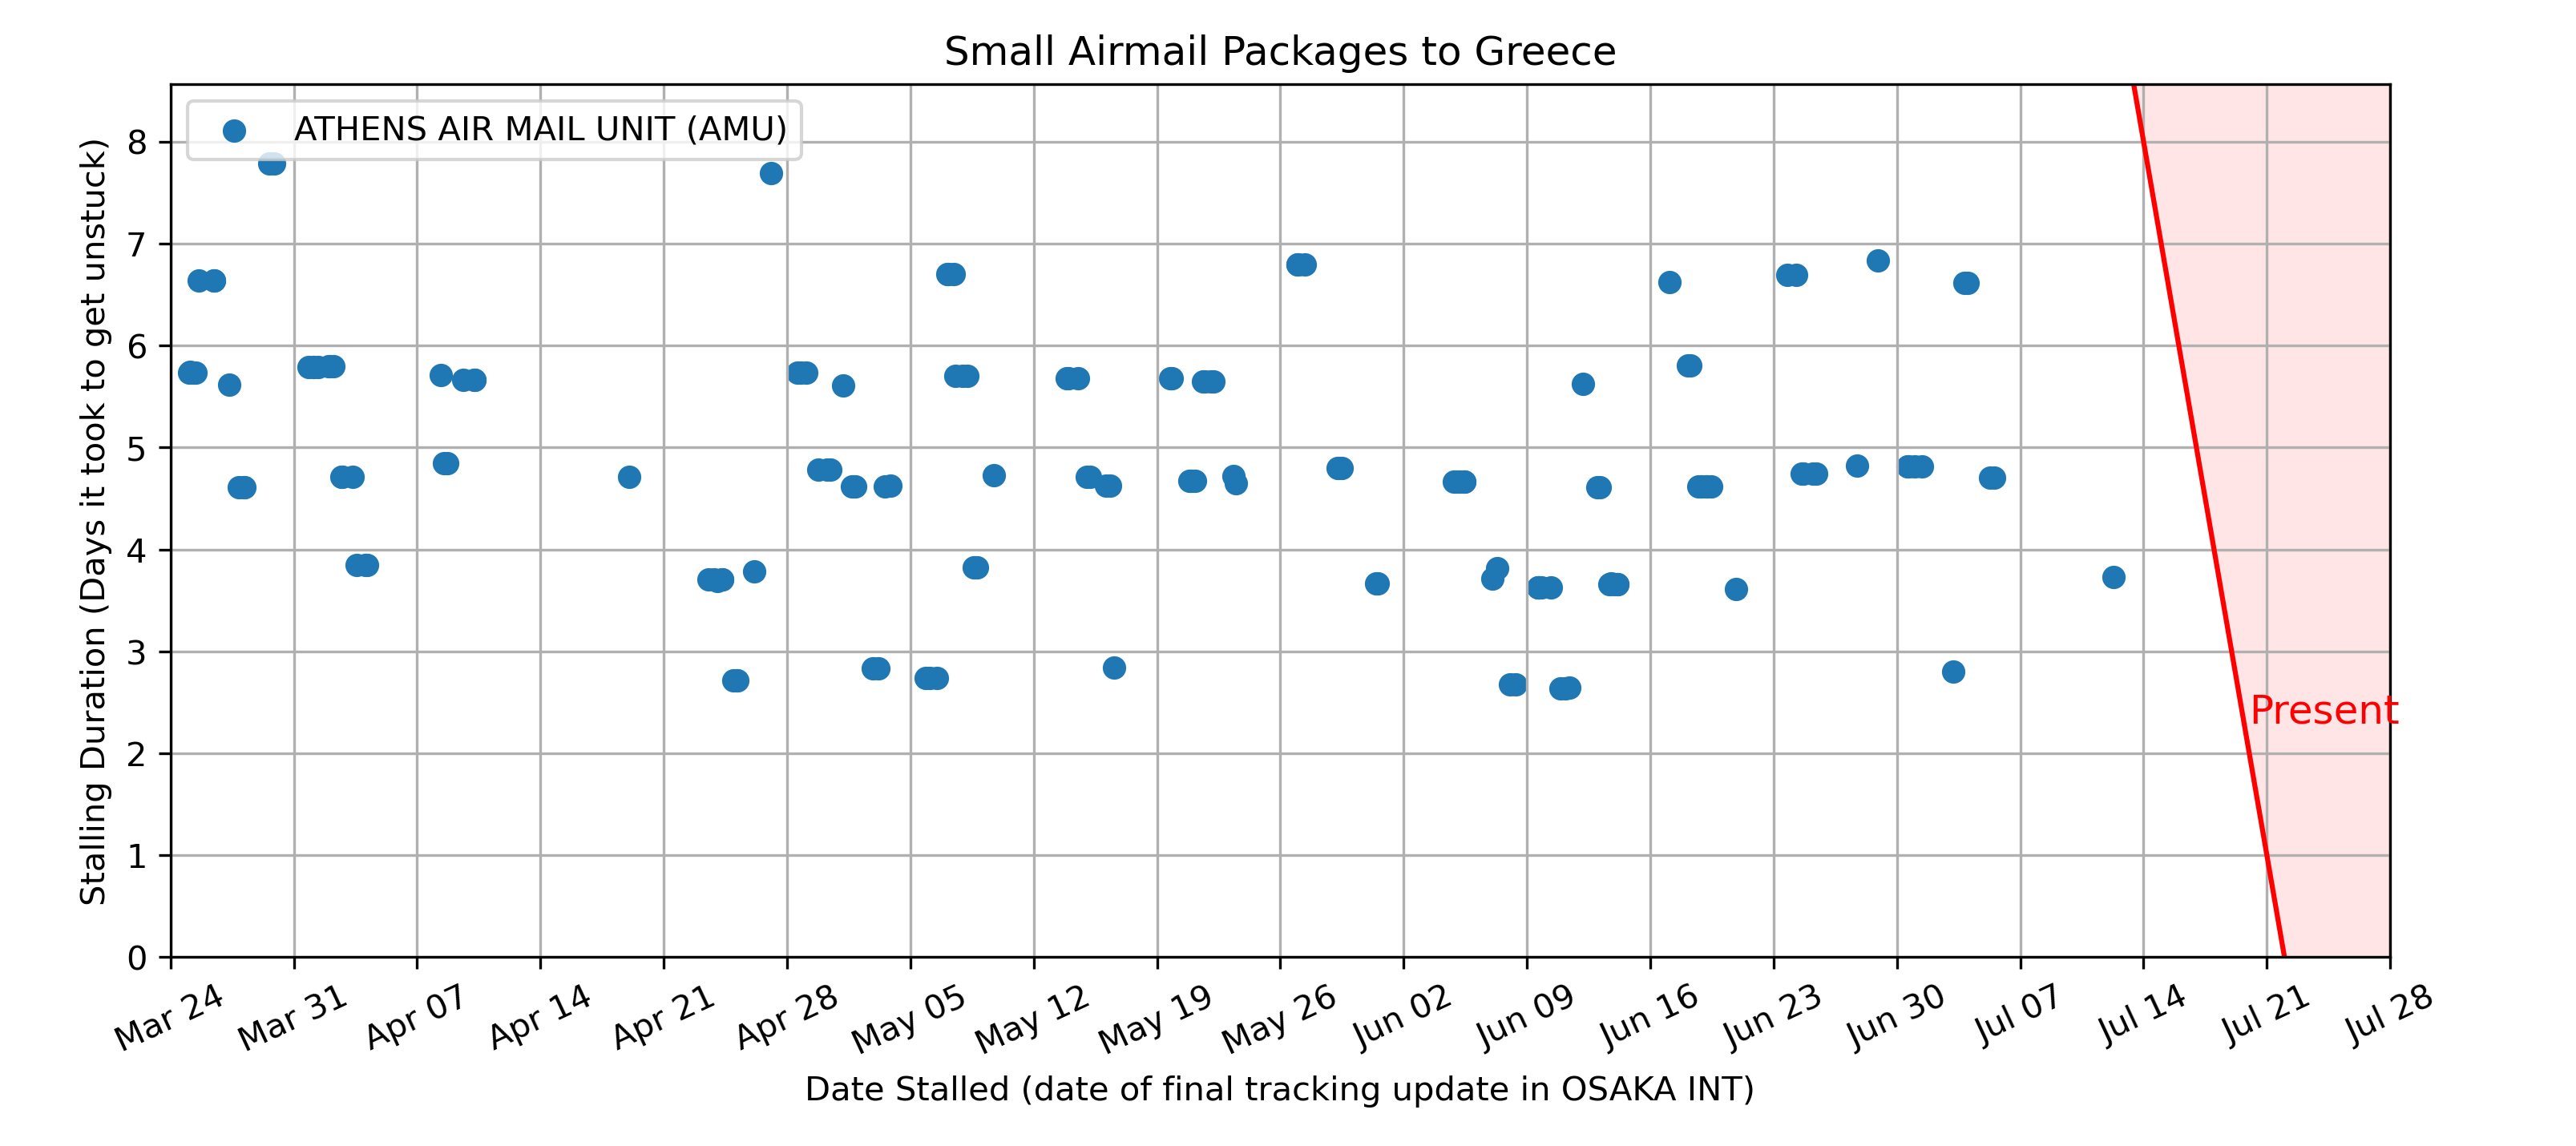 Small Airmail Packages to Greece
ATHENS AIR MAIL UNIT (AMU)
Stalling Duration (Days it took to get unstuck)
8
7
6
5
4
3
2
1
0
Present
Mar 24
Mar 31
Apr 07
Apr 14
Apr 21
Apr 28
May 05
May 12
May 19
May 26
Jun 02
Jun 09
Jun 16
Jun 23
Jun 30
Jul 07
Jul 14
Jul 21
Jul 28
Date Stalled (date of final tracking update in OSAKA INT)